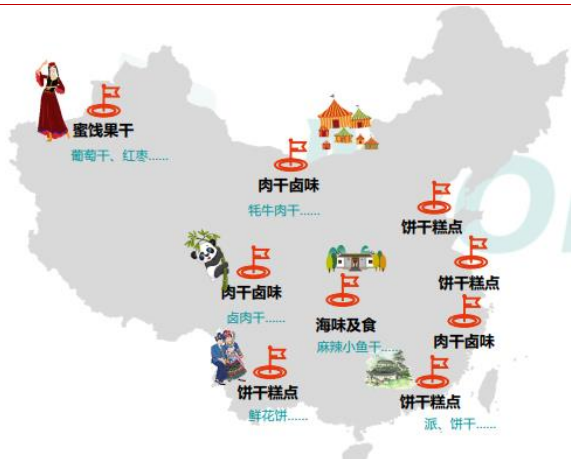 蜜饯果干
葡萄干、红枣......
肉干卤味
牦牛肉干......
饼干糕点
饼干糕点
肉干卤味
卤肉干......
海味及食
麻辣小鱼干......
肉干卤味
饼干糕点
鲜花饼......
饼干糕点
派、饼干......